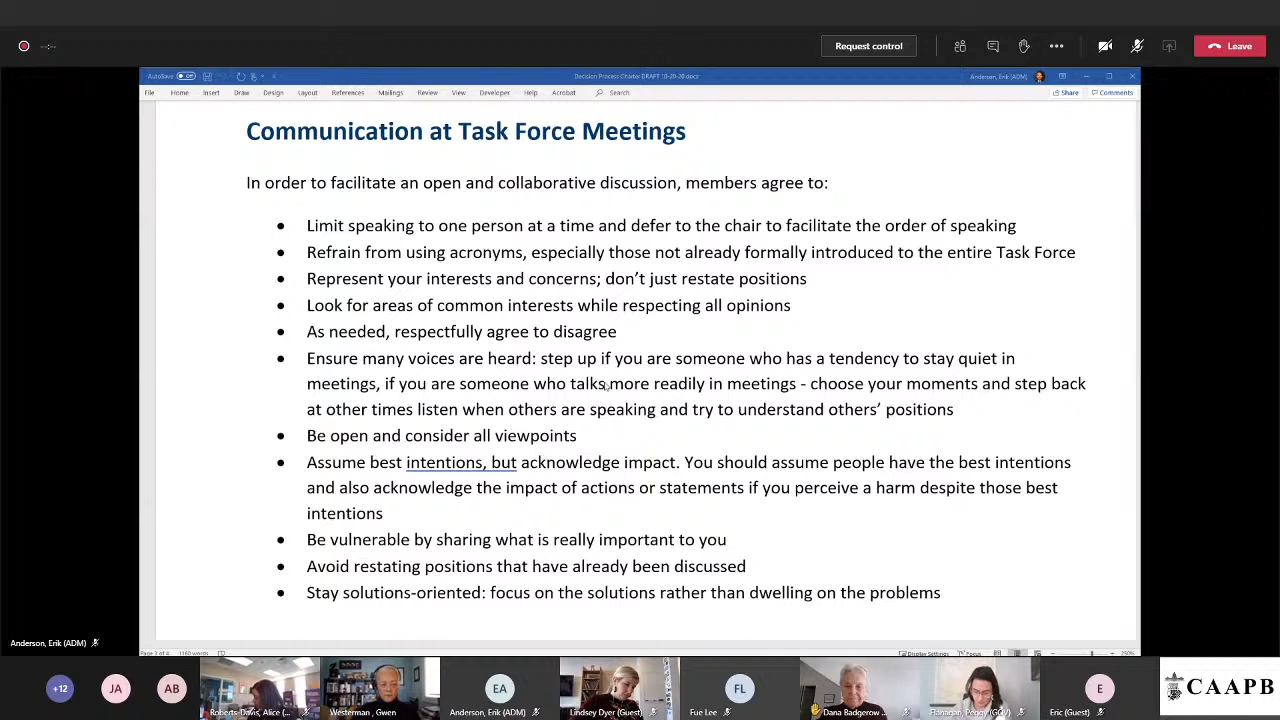 --:--
Request control
Leave
AutoSave Off
Decision Process Charter DRAFT 10-29-20.docx
Anderson, Erik (ADM)
File Home Insert Draw Design Layout References Mailings Review View Developer Help Acrobat Search
Share Comments
Communication at Task Force Meetings
In order to facilitate an open and collaborative discussion, members agree to:
• Limit speaking to one person at a time and defer to the chair to facilitate the order of speaking
• Refrain from using acronyms, especially those not already formally introduced to the entire Task Force
• Represent your interests and concerns; don’t just restate positions
• Look for areas of common interests while respecting all opinions
• As needed, respectfully agree to disagree
• Ensure many voices are heard: step up if you are someone who has a tendency to stay quiet in
meetings, if you are someone who talks more readily in meetings - choose your moments and step back
at other times listen when others are speaking and try to understand others’ positions
• Be open and consider all viewpoints
• Assume best intentions, but acknowledge impact. You should assume people have the best intentions
and also acknowledge the impact of actions or statements if you perceive a harm despite those best
intentions
• Be vulnerable by sharing what is really important to you
• Avoid restating positions that have already been discussed
• Stay solutions-oriented: focus on the solutions rather than dwelling on the problems
Anderson, Erik (ADM)
Page 3 of 4 1160 words
Display Settings Focus
250%
+12
JA
AB
EA
FL
E
CAAPB
Roberts-Davis, Alice (...
Westerman , Gwen
Anderson, Erik (ADM)
Lindsey Dyer (Guest)
Fue Lee
Dana Badgerow ...
Flanagan, Peggy (GOV)
Eric (Guest)